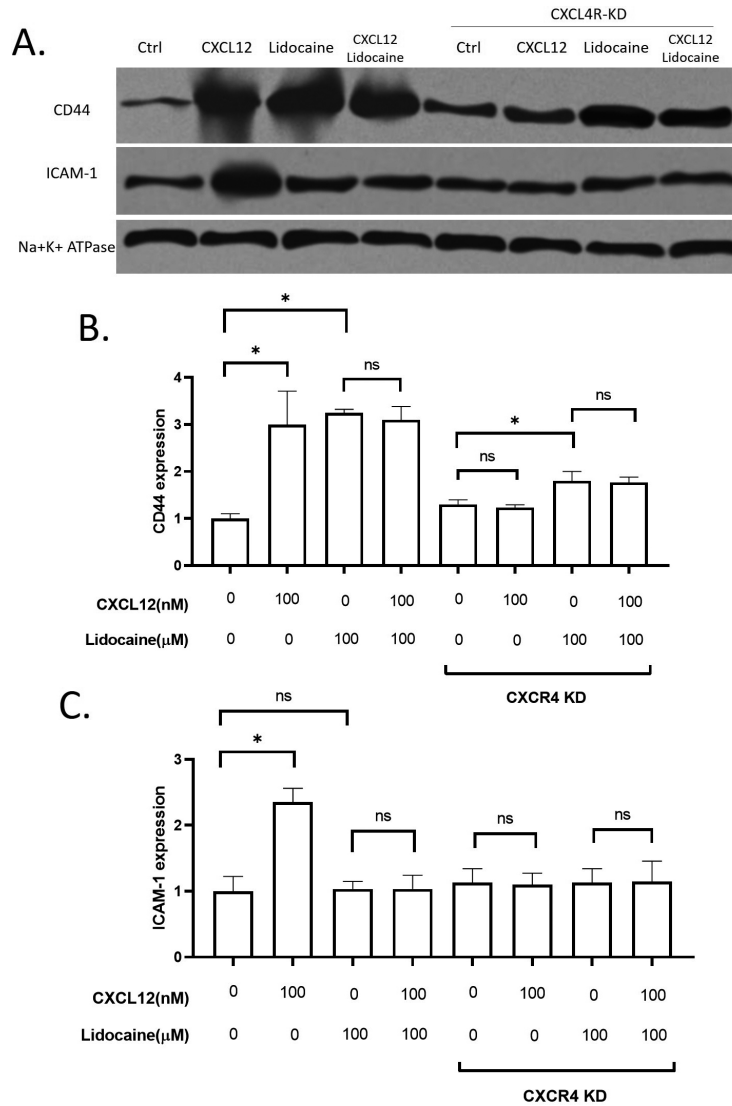 A.
CXCL4R-KD
Ctrl CXCL12 Lidocaine CXCL12 Lidocaine Ctrl CXCL12 Lidocaine CXCL12 Lidocaine
CD44
ICAM-1
Na+K+ ATPase
B.
*
* ns
ns
*
ns
4
3
2
1
0
CD44 expression
CXCL12(nM) 0 100 0 100 0 100 0 100
Lidocaine(μM) 0 0 100 100 0 0 100 100
CXCR4 KD
C.
ns
*
ns ns ns
3
2
1
0
ICAM-1 expression
CXCL12(nM) 0 100 0 100 0 100 0 100
Lidocaine(μM) 0 0 100 100 0 0 100 100
CXCR4 KD